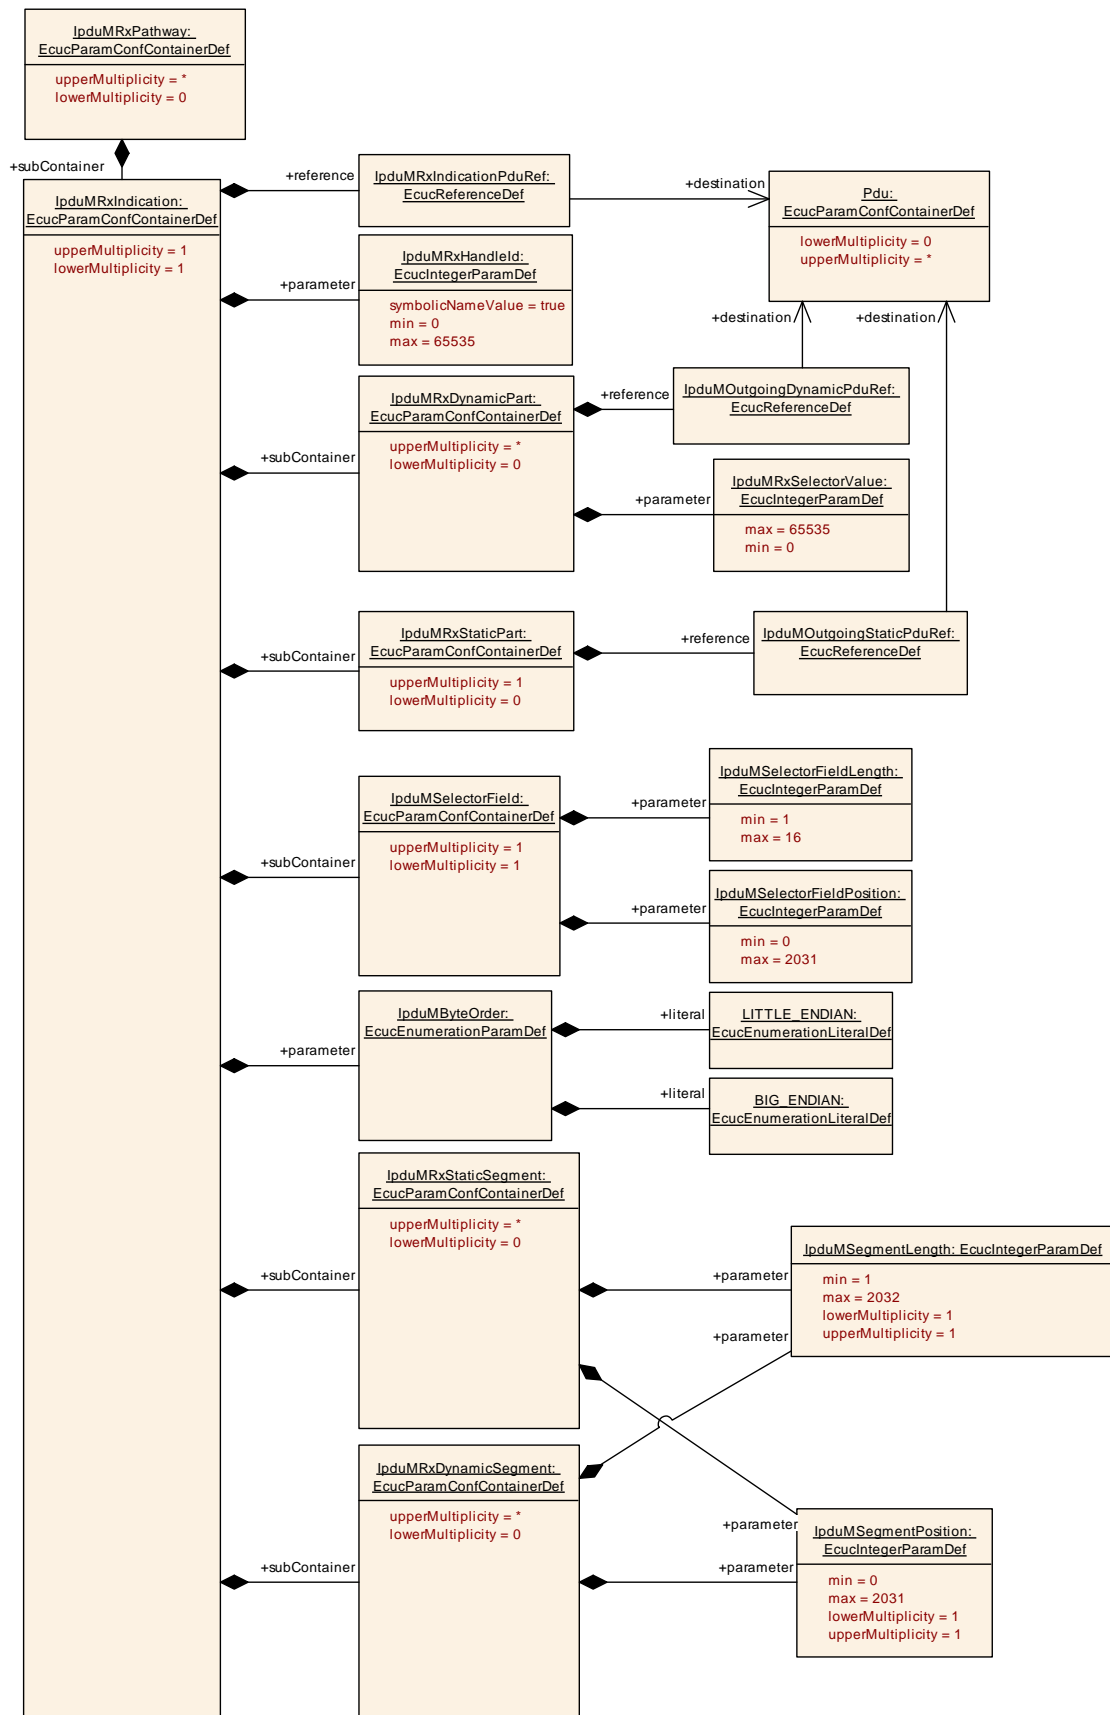 IpduMRxPathway:
EcucParamConfContainerDef
upperMultiplicity = *
lowerMultiplicity = 0
+subContainer
IpduMRxIndication:
EcucParamConfContainerDef
upperMultiplicity = 1
lowerMultiplicity = 1
+reference
IpduMRxIndicationPduRef:
EcucReferenceDef
+destination
Pdu:
EcucParamConfContainerDef
lowerMultiplicity = 0
upperMultiplicity = *
+parameter
IpduMRxHandleId:
EcucIntegerParamDef
symbolicNameValue = true
min = 0
max = 65535
+destination
+destination
+subContainer
IpduMRxDynamicPart:
EcucParamConfContainerDef
upperMultiplicity = *
lowerMultiplicity = 0
+reference
IpduMOutgoingDynamicPduRef:
EcucReferenceDef
+parameter
IpduMRxSelectorValue:
EcucIntegerParamDef
max = 65535
min = 0
+subContainer
IpduMRxStaticPart:
EcucParamConfContainerDef
upperMultiplicity = 1
lowerMultiplicity = 0
+reference
IpduMOutgoingStaticPduRef:
EcucReferenceDef
+subContainer
IpduMSelectorField:
EcucParamConfContainerDef
upperMultiplicity = 1
lowerMultiplicity = 1
+parameter
IpduMSelectorFieldLength:
EcucIntegerParamDef
min = 1
max = 16
+parameter
IpduMSelectorFieldPosition:
EcucIntegerParamDef
min = 0
max = 2031
+parameter
IpduMByteOrder:
EcucEnumerationParamDef
+literal
LITTLE_ENDIAN:
EcucEnumerationLiteralDef
+literal
BIG_ENDIAN:
EcucEnumerationLiteralDef
+subContainer
IpduMRxStaticSegment:
EcucParamConfContainerDef
upperMultiplicity = *
lowerMultiplicity = 0
+parameter
IpduMSegmentLength: EcucIntegerParamDef
min = 1
max = 2032
lowerMultiplicity = 1
upperMultiplicity = 1
+parameter
+subContainer
IpduMRxDynamicSegment:
EcucParamConfContainerDef
upperMultiplicity = *
lowerMultiplicity = 0
+parameter
+parameter
IpduMSegmentPosition:
EcucIntegerParamDef
min = 0
max = 2031
lowerMultiplicity = 1
upperMultiplicity = 1